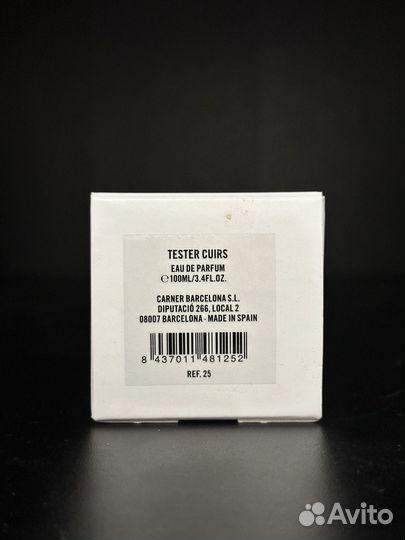 TESTER CUIRS
EAU DE PARFUM
℮100ML/3.4FL.OZ.
CARNER BARCELONA S.L.
DIPUTACIÓ 266, LOCAL 2
08007 BARCELONA · MADE IN SPAIN
8 437011 481252
REF. 25
Avito